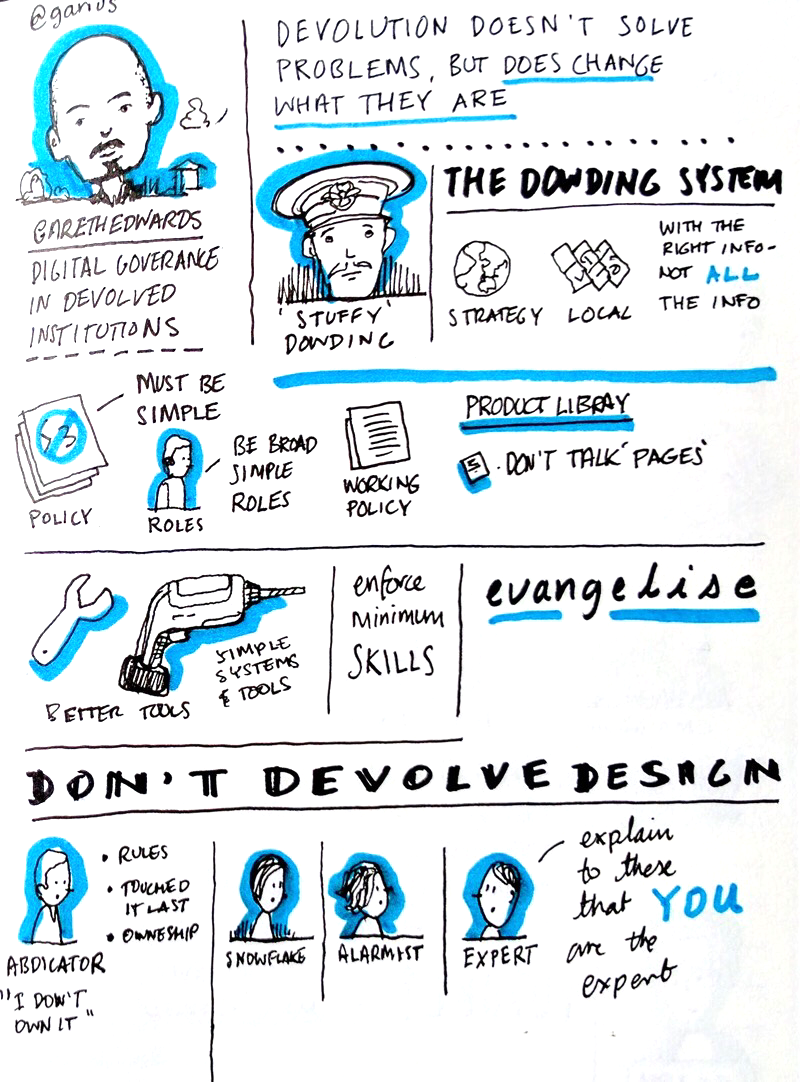 @garius
GARETH EDWARDS
DIGITAL GOVERANCE
IN DEVOLVED
INSTITUTIONS
DEVOLUTION DOESN'T SOLVE
PROBLEMS, BUT DOES CHANGE
WHAT THEY ARE
'STUFFY'
DOWDING
THE DOWDING SYSTEM
STRATEGY
LOCAL
WITH THE
RIGHT INFO-
NOT ALL
THE INFO
POLICY
MUST BE
SIMPLE
ROLES
BE BROAD
SIMPLE
ROLES
WORKING
POLICY
PRODUCT LIBRAY
· DON'T TALK 'PAGES'
BETTER TOOLS
SIMPLE
SYSTEMS
& TOOLS
enforce
minimum
SKILLS
evangelise
DON'T DEVOLVE DESIGN
ABDICATOR
"I DON'T
OWN IT"
• RULES
• TOUCHED
IT LAST
• OWNESHIP
SNOWFLAKE
ALARMIST
EXPERT
explain
to these
that YOU
are the
expert